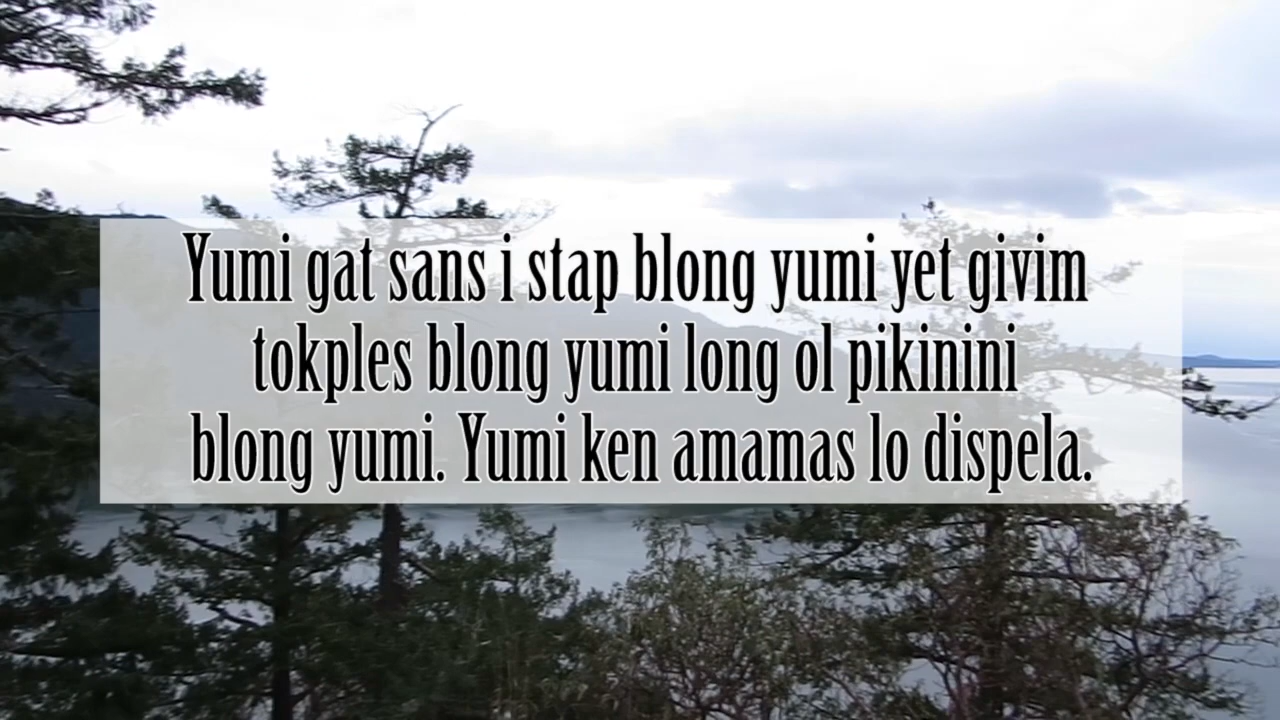 Yumi gat sans i stap blong yumi yet givim
tokples blong yumi long ol pikinini
blong yumi. Yumi ken amamas lo dispela.